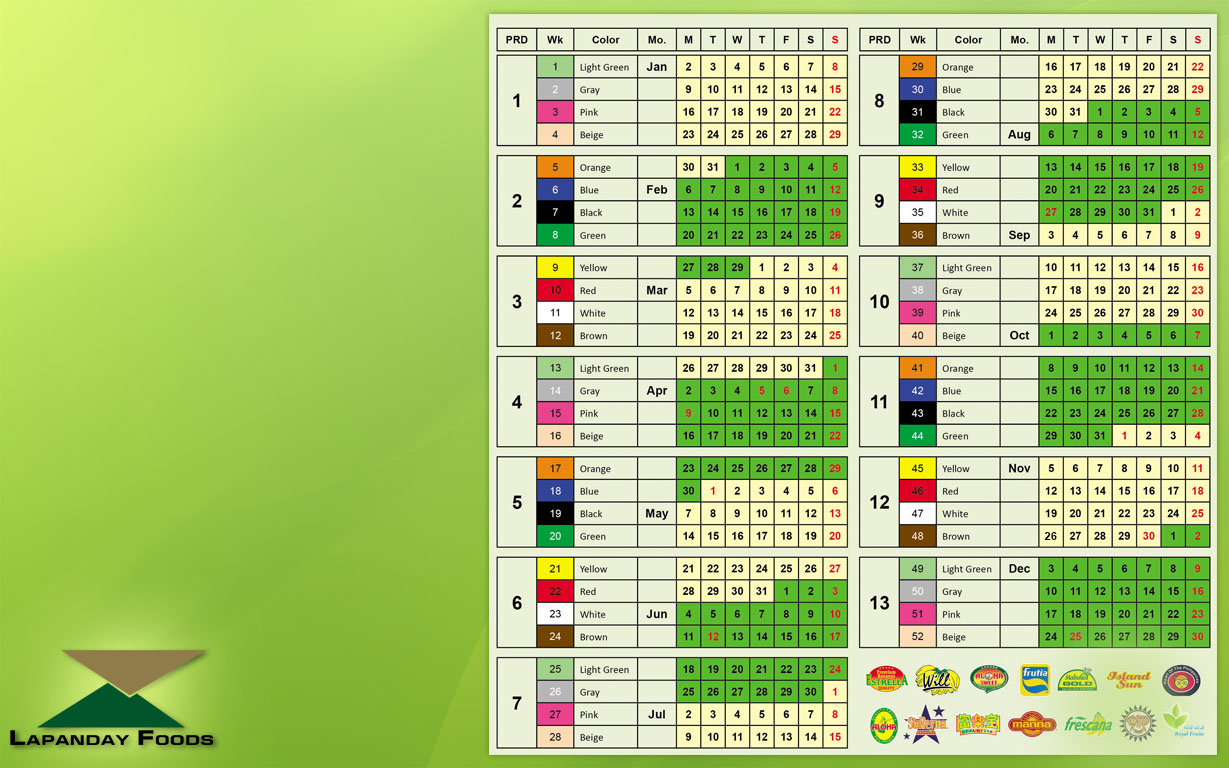 PRD Wk Color Mo. M T W T F S S
1
1 Light Green Jan 2 3 4 5 6 7 8
2 Gray 9 10 11 12 13 14 15
3 Pink 16 17 18 19 20 21 22
4 Beige 23 24 25 26 27 28 29
2
5 Orange 30 31 1 2 3 4 5
6 Blue Feb 6 7 8 9 10 11 12
7 Black 13 14 15 16 17 18 19
8 Green 20 21 22 23 24 25 26
3
9 Yellow 27 28 29 1 2 3 4
10 Red Mar 5 6 7 8 9 10 11
11 White 12 13 14 15 16 17 18
12 Brown 19 20 21 22 23 24 25
4
13 Light Green 26 27 28 29 30 31 1
14 Gray Apr 2 3 4 5 6 7 8
15 Pink 9 10 11 12 13 14 15
16 Beige 16 17 18 19 20 21 22
5
17 Orange 23 24 25 26 27 28 29
18 Blue 30 1 2 3 4 5 6
19 Black May 7 8 9 10 11 12 13
20 Green 14 15 16 17 18 19 20
6
21 Yellow 21 22 23 24 25 26 27
22 Red 28 29 30 31 1 2 3
23 White Jun 4 5 6 7 8 9 10
24 Brown 11 12 13 14 15 16 17
7
25 Light Green 18 19 20 21 22 23 24
26 Gray 25 26 27 28 29 30 1
27 Pink Jul 2 3 4 5 6 7 8
28 Beige 9 10 11 12 13 14 15
PRD Wk Color Mo. M T W T F S S
8
29 Orange 16 17 18 19 20 21 22
30 Blue 23 24 25 26 27 28 29
31 Black 30 31 1 2 3 4 5
32 Green Aug 6 7 8 9 10 11 12
9
33 Yellow 13 14 15 16 17 18 19
34 Red 20 21 22 23 24 25 26
35 White 27 28 29 30 31 1 2
36 Brown Sep 3 4 5 6 7 8 9
10
37 Light Green 10 11 12 13 14 15 16
38 Gray 17 18 19 20 21 22 23
39 Pink 24 25 26 27 28 29 30
40 Beige Oct 1 2 3 4 5 6 7
11
41 Orange 8 9 10 11 12 13 14
42 Blue 15 16 17 18 19 20 21
43 Black 22 23 24 25 26 27 28
44 Green 29 30 31 1 2 3 4
12
45 Yellow Nov 5 6 7 8 9 10 11
46 Red 12 13 14 15 16 17 18
47 White 19 20 21 22 23 24 25
48 Brown 26 27 28 29 30 1 2
13
49 Light Green Dec 3 4 5 6 7 8 9
50 Gray 10 11 12 13 14 15 16
51 Pink 17 18 19 20 21 22 23
52 Beige 24 25 26 27 28 29 30
ESTRELLA
Will
ALOHA
SWEET
frutia
Mabuhay
GOLD
Island
Sun
ALOHA
manna
frescana
Royal Fruits
LAPANDAY FOODS